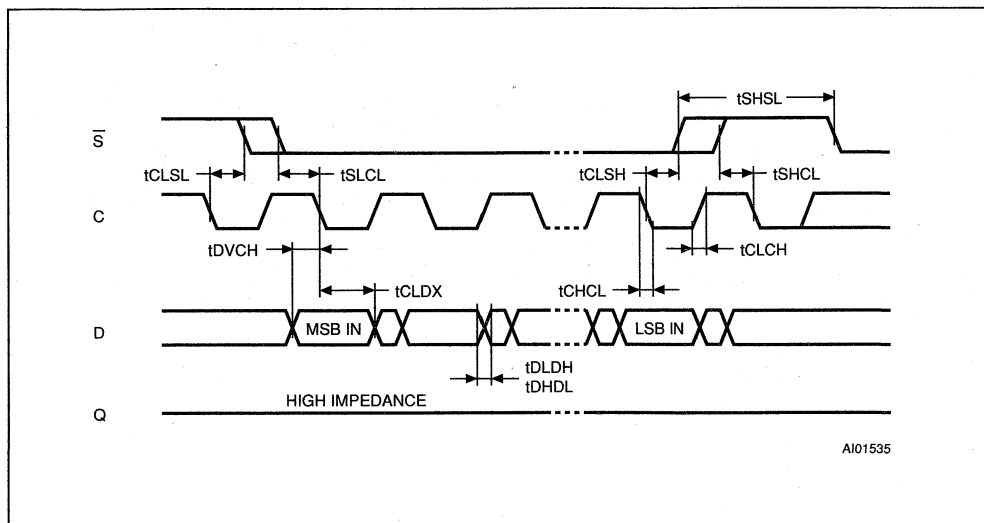 tSHSL
S̅
tCLSL
tSLCL
tCLSH
tSHCL
C
tDVCH
tCLCH
tCLDX
tCHCL
D
MSB IN
LSB IN
tDLDH
tDHDL
HIGH IMPEDANCE
Q
AI01535